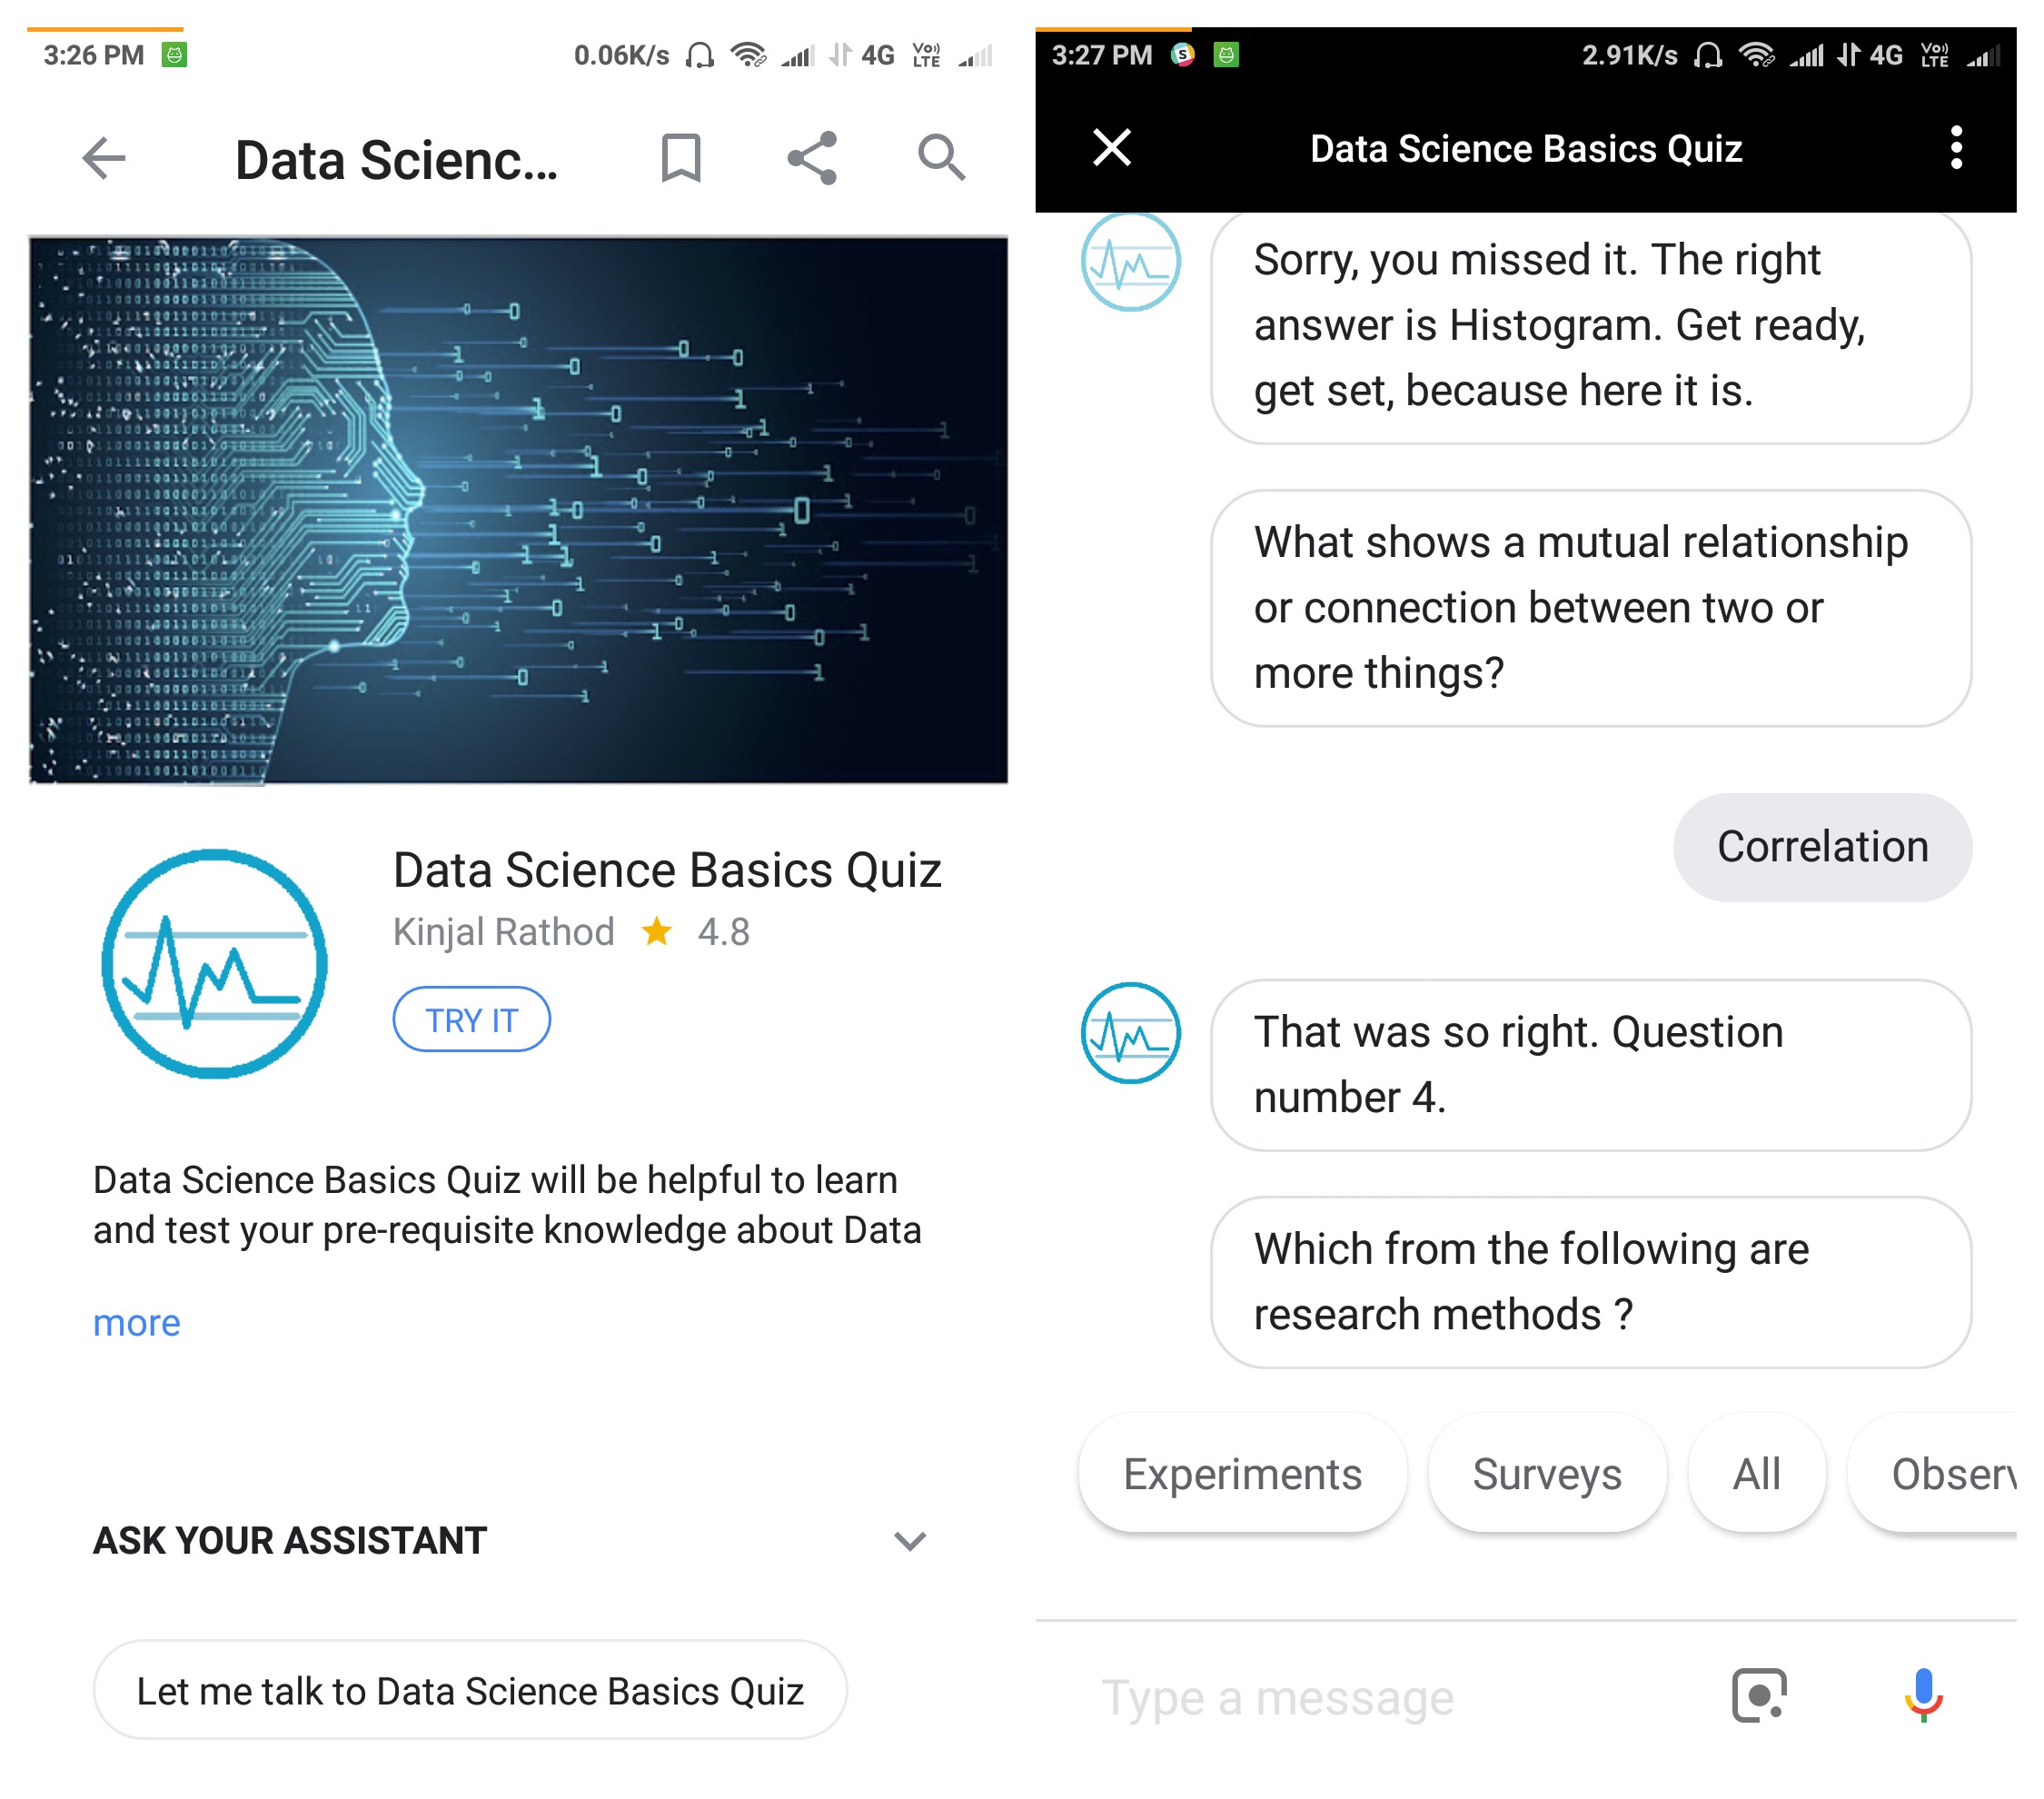 3:26 PM
0.06K/s 4G VoLTE
Data Scienc...
Data Science Basics Quiz
Kinjal Rathod 4.8
TRY IT
Data Science Basics Quiz will be helpful to learn
and test your pre-requisite knowledge about Data
more
ASK YOUR ASSISTANT
Let me talk to Data Science Basics Quiz
3:27 PM
2.91K/s 4G VoLTE
Data Science Basics Quiz
Sorry, you missed it. The right
answer is Histogram. Get ready,
get set, because here it is.
What shows a mutual relationship
or connection between two or
more things?
Correlation
That was so right. Question
number 4.
Which from the following are
research methods ?
Experiments
Surveys
All
Observ
Type a message